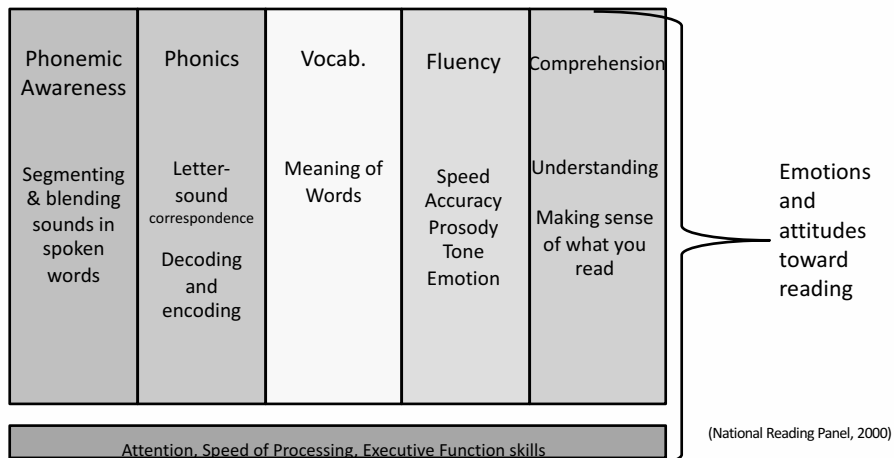 Phonemic
Awareness
Segmenting
& blending
sounds in
spoken
words
Phonics
Letter-
sound
correspondence
Decoding
and
encoding
Vocab.
Meaning of
Words
Fluency
Speed
Accuracy
Prosody
Tone
Emotion
Comprehension
Understanding
Making sense
of what you
read
Emotions
and
attitudes
toward
reading
Attention, Speed of Processing, Executive Function skills
(National Reading Panel, 2000)